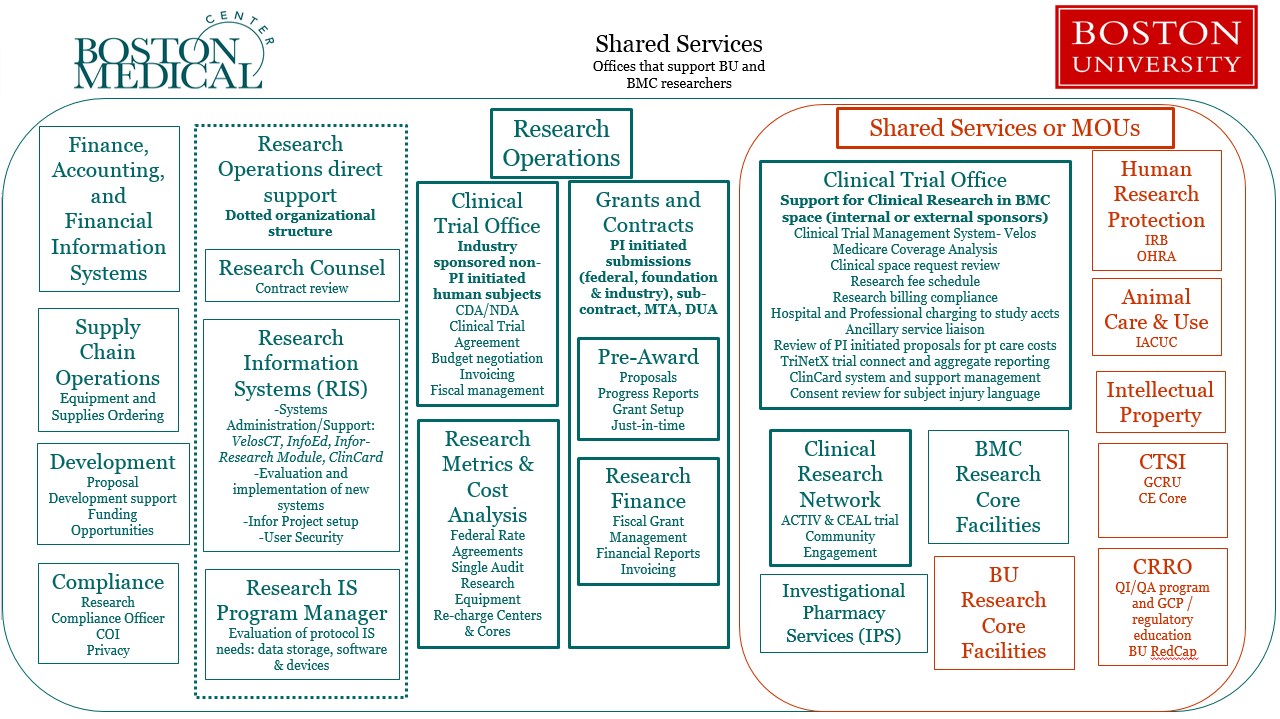 CENTER
BOSTON
MEDICAL
Shared Services
Offices that support BU and
BMC researchers
BOSTON
UNIVERSITY
Finance,
Accounting,
and
Financial
Information
Systems
Supply
Chain
Operations
Equipment and
Supplies Ordering
Development
Proposal
Development support
Funding
Opportunities
Compliance
Research
Compliance Officer
COI
Privacy
Research
Operations direct
support
Dotted organizational
structure
Research Counsel
Contract review
Research
Information
Systems (RIS)
-Systems
Administration/Support:
VelosCT, InfoEd, Infor-
Research Module, ClinCard
-Evaluation and
implementation of new
systems
-Infor Project setup
-User Security
Research IS
Program Manager
Evaluation of protocol IS
needs: data storage, software
& devices
Research
Operations
Clinical
Trial Office
Industry
sponsored non-
PI initiated
human subjects
CDA/NDA
Clinical Trial
Agreement
Budget negotiation
Invoicing
Fiscal management
Research
Metrics &
Cost
Analysis
Federal Rate
Agreements
Single Audit
Research
Equipment
Re-charge Centers
& Cores
Grants and
Contracts
PI initiated
submissions
(federal, foundation
& industry), sub-
contract, MTA, DUA
Pre-Award
Proposals
Progress Reports
Grant Setup
Just-in-time
Research
Finance
Fiscal Grant
Management
Financial Reports
Invoicing
Shared Services or MOUs
Clinical Trial Office
Support for Clinical Research in BMC
space (internal or external sponsors)
Clinical Trial Management System- Velos
Medicare Coverage Analysis
Clinical space request review
Research fee schedule
Research billing compliance
Hospital and Professional charging to study accts
Ancillary service liaison
Review of PI initiated proposals for pt care costs
TriNetX trial connect and aggregate reporting
ClinCard system and support management
Consent review for subject injury language
Clinical
Research
Network
ACTIV & CEAL trial
Community
Engagement
BMC
Research
Core
Facilities
Investigational
Pharmacy
Services (IPS)
BU
Research
Core
Facilities
Human
Research
Protection
IRB
OHRA
Animal
Care & Use
IACUC
Intellectual
Property
CTSI
GCRU
CE Core
CRRO
QI/QA program
and GCP /
regulatory
education
BU RedCap